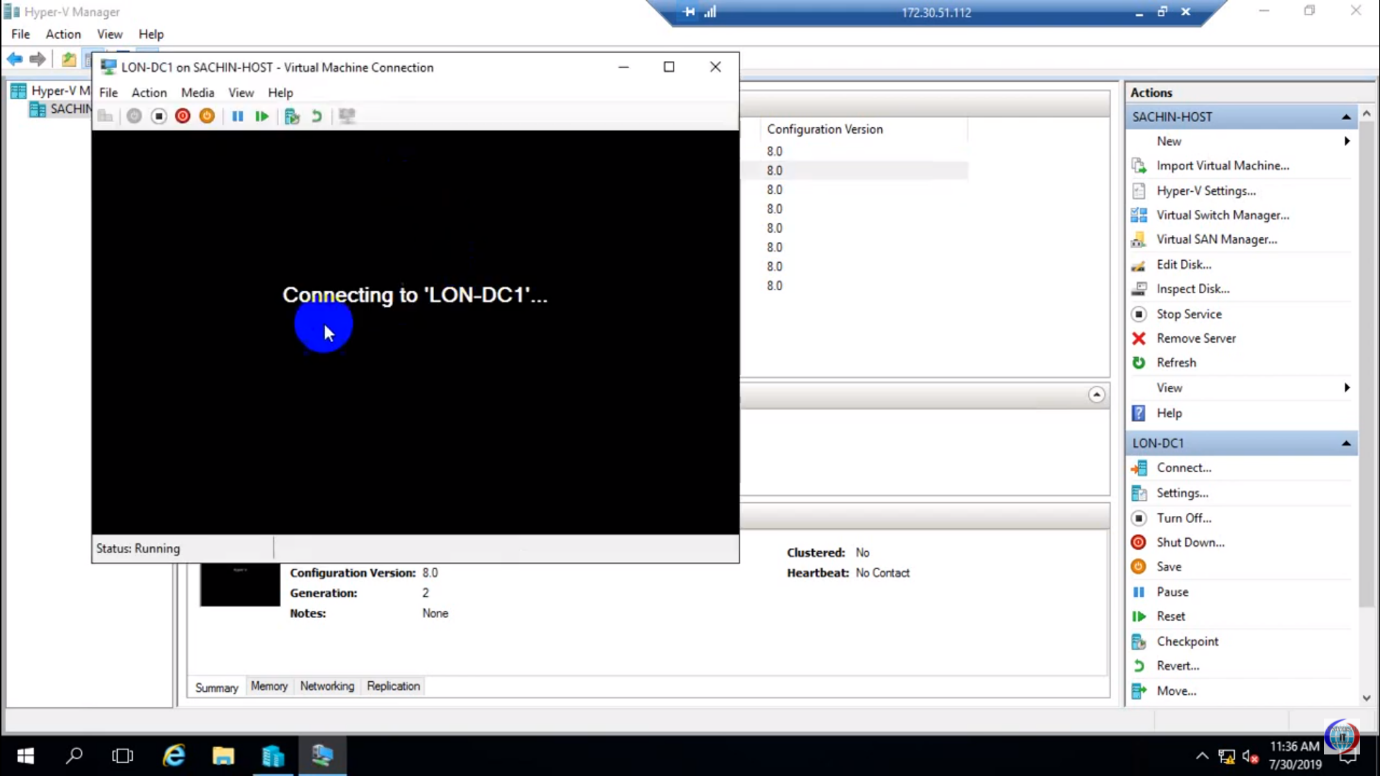 Hyper-V Manager
172.30.51.112
File Action View Help
Hyper-V M
SACHIN
LON-DC1 on SACHIN-HOST - Virtual Machine Connection
File Action Media View Help
Connecting to 'LON-DC1'...
Status: Running
Configuration Version
8.0
8.0
8.0
8.0
8.0
8.0
8.0
8.0
Configuration Version: 8.0
Generation: 2
Notes: None
Clustered: No
Heartbeat: No Contact
Summary Memory Networking Replication
Actions
SACHIN-HOST
New
Import Virtual Machine...
Hyper-V Settings...
Virtual Switch Manager...
Virtual SAN Manager...
Edit Disk...
Inspect Disk...
Stop Service
Remove Server
Refresh
View
Help
LON-DC1
Connect...
Settings...
Turn Off...
Shut Down...
Save
Pause
Reset
Checkpoint
Revert...
Move...
11:36 AM
7/30/2019